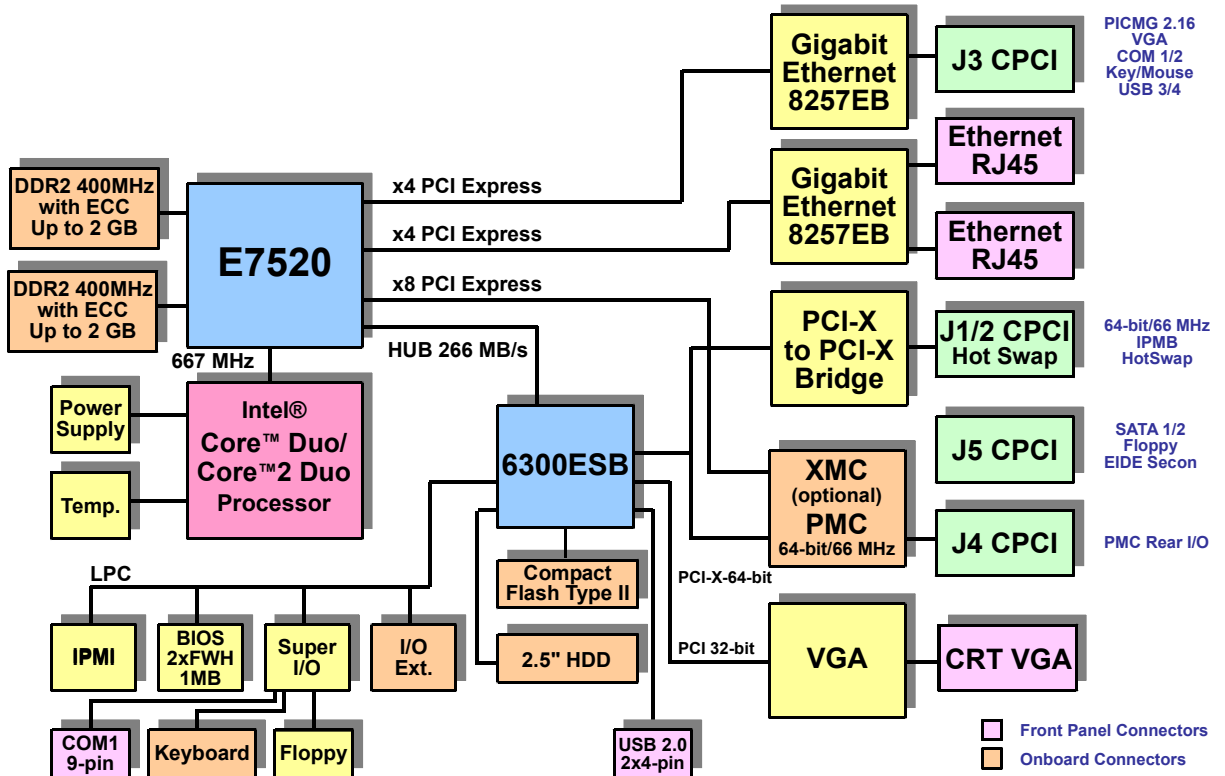 Gigabit
Ethernet
8257EB
J3 CPCI
PICMG 2.16
VGA
COM 1/2
Key/Mouse
USB 3/4
Ethernet
RJ45
DDR2 400MHz
with ECC
Up to 2 GB
E7520
x4 PCI Express
Gigabit
Ethernet
8257EB
x4 PCI Express
Ethernet
RJ45
DDR2 400MHz
with ECC
Up to 2 GB
x8 PCI Express
HUB 266 MB/s
667 MHz
PCI-X
to PCI-X
Bridge
J1/2 CPCI
Hot Swap
64-bit/66 MHz
IPMB
HotSwap
Power
Supply
Temp.
Intel®
Core™ Duo/
Core™2 Duo
Processor
6300ESB
J5 CPCI
SATA 1/2
Floppy
EIDE Secon
XMC
(optional)
PMC
64-bit/66 MHz
J4 CPCI
PMC Rear I/O
LPC
Compact
Flash Type II
PCI-X-64-bit
IPMI
BIOS
2xFWH
1MB
Super
I/O
I/O
Ext.
2.5" HDD
PCI 32-bit
VGA
CRT VGA
COM1
9-pin
Keyboard
Floppy
USB 2.0
2x4-pin
Front Panel Connectors
Onboard Connectors